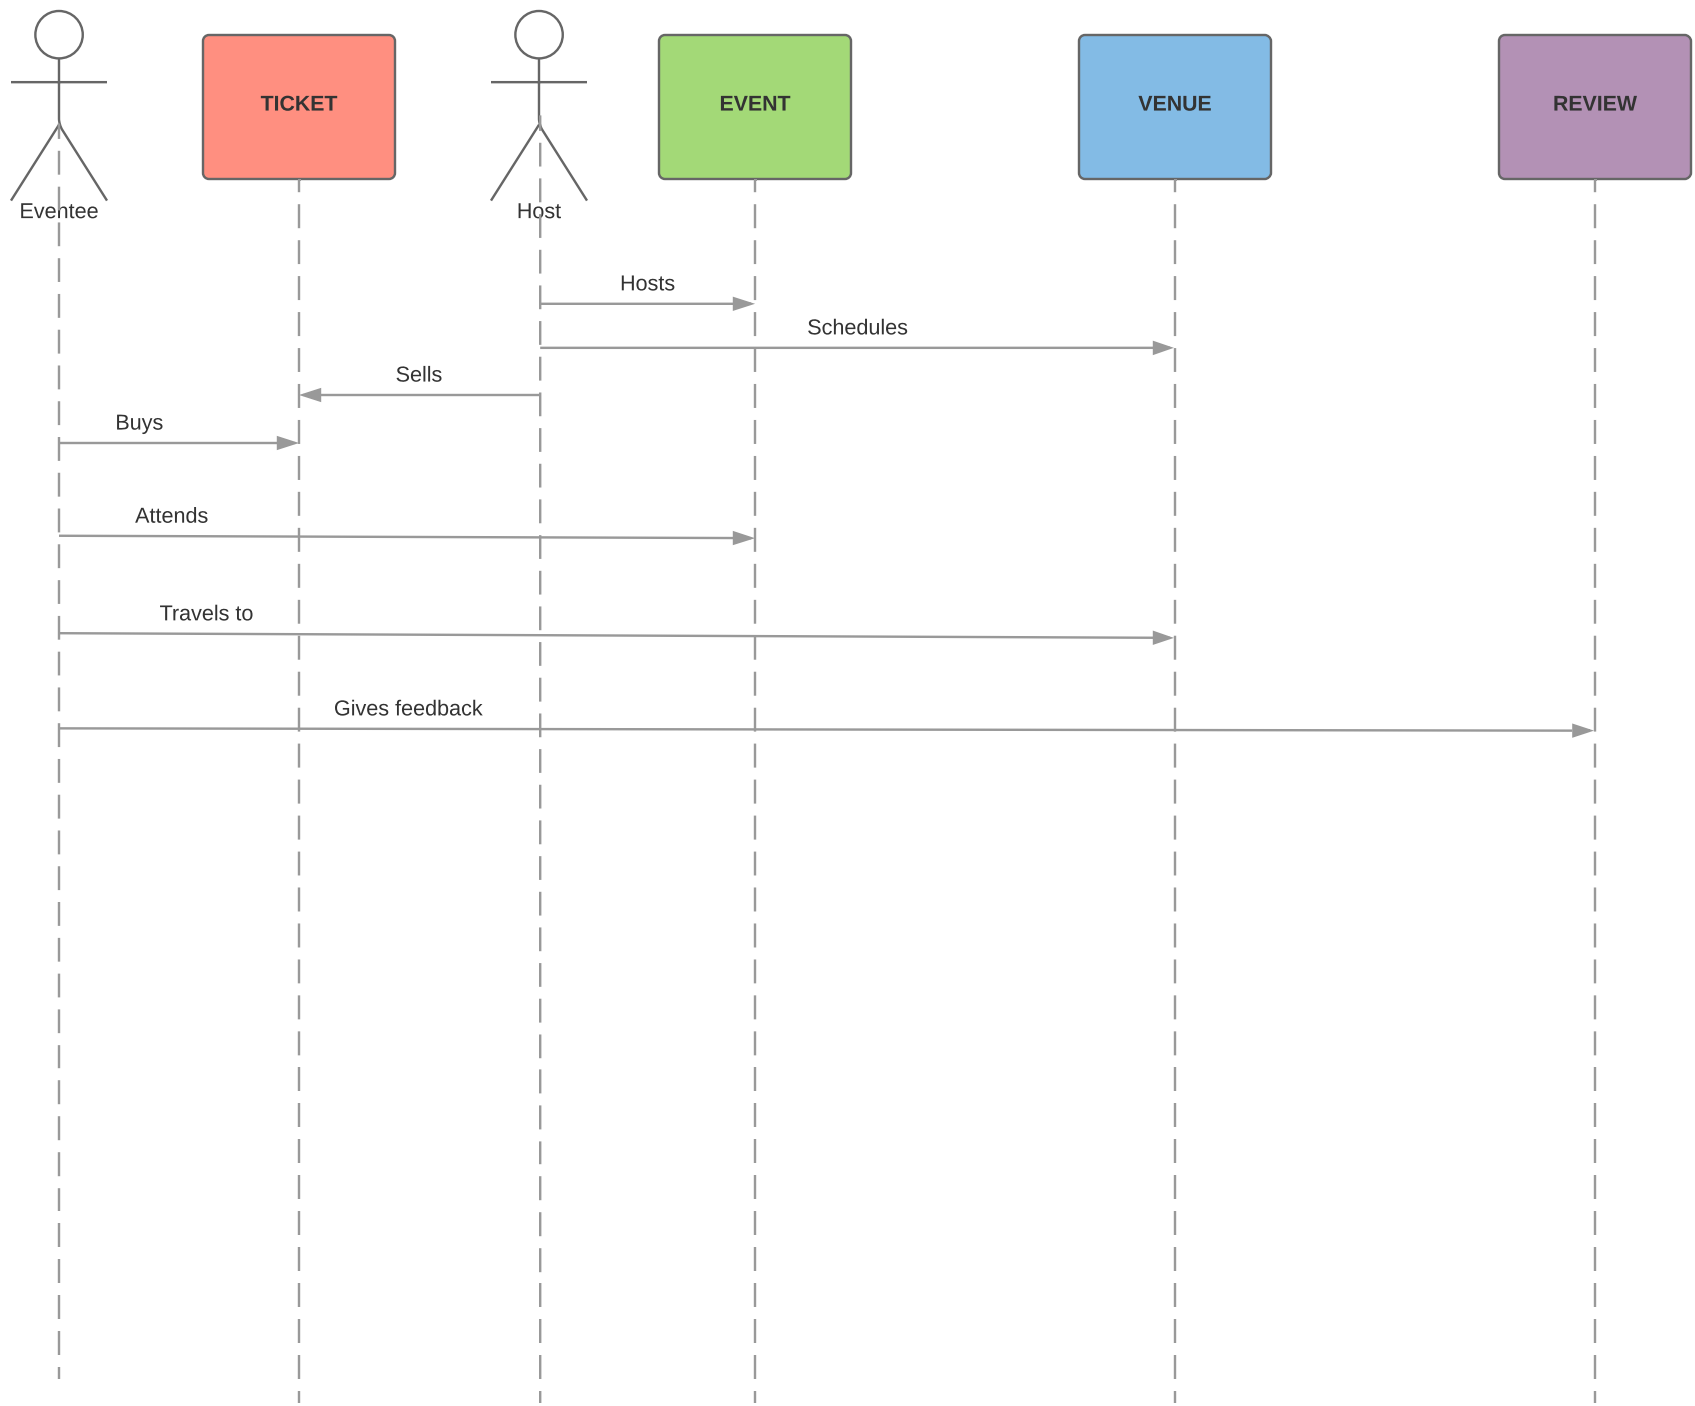 TICKET
EVENT
VENUE
REVIEW
Eventee
Host
Hosts
Schedules
Sells
Buys
Attends
Travels to
Gives feedback